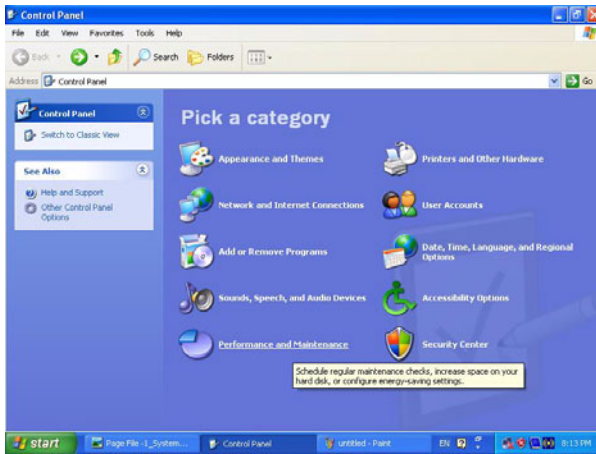 Control Panel
File Edit View Favorites Tools Help
Back Search Folders
Address Control Panel Go
Control Panel
Switch to Classic View
See Also
Help and Support
Other Control Panel
Options
Pick a category
Appearance and Themes
Printers and Other Hardware
Network and Internet Connections
User Accounts
Add or Remove Programs
Date, Time, Language, and Regional
Options
Sounds, Speech, and Audio Devices
Accessibility Options
Performance and Maintenance
Security Center
Schedule regular maintenance checks, increase space on your
hard disk, or configure energy-saving settings.
start Page File -1_System... Control Panel untitled - Paint EN 8:13 PM